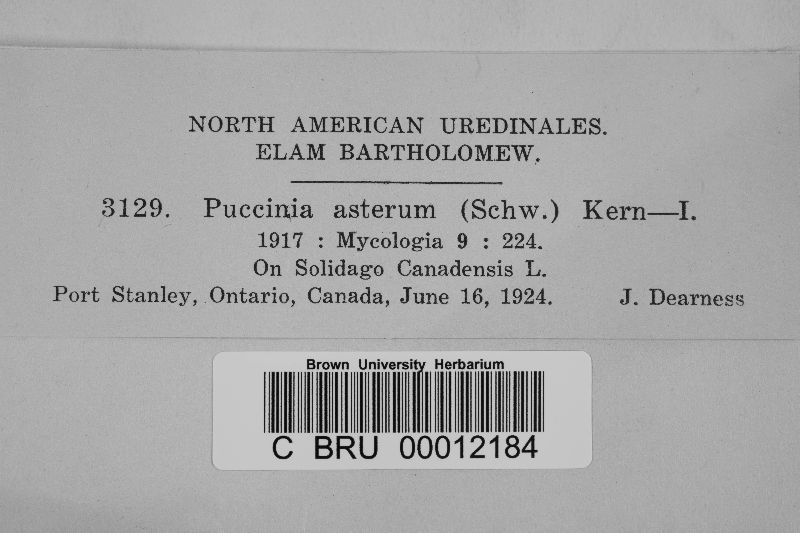 NORTH AMERICAN UREDINALES.
ELAM BARTHOLOMEW.
3129. Puccinia asterum (Schw.) Kern—I.
1917 : Mycologia 9 : 224.
On Solidago Canadensis L.
Port Stanley, Ontario, Canada, June 16, 1924. J. Dearness
Brown University Herbarium
C BRU 00012184